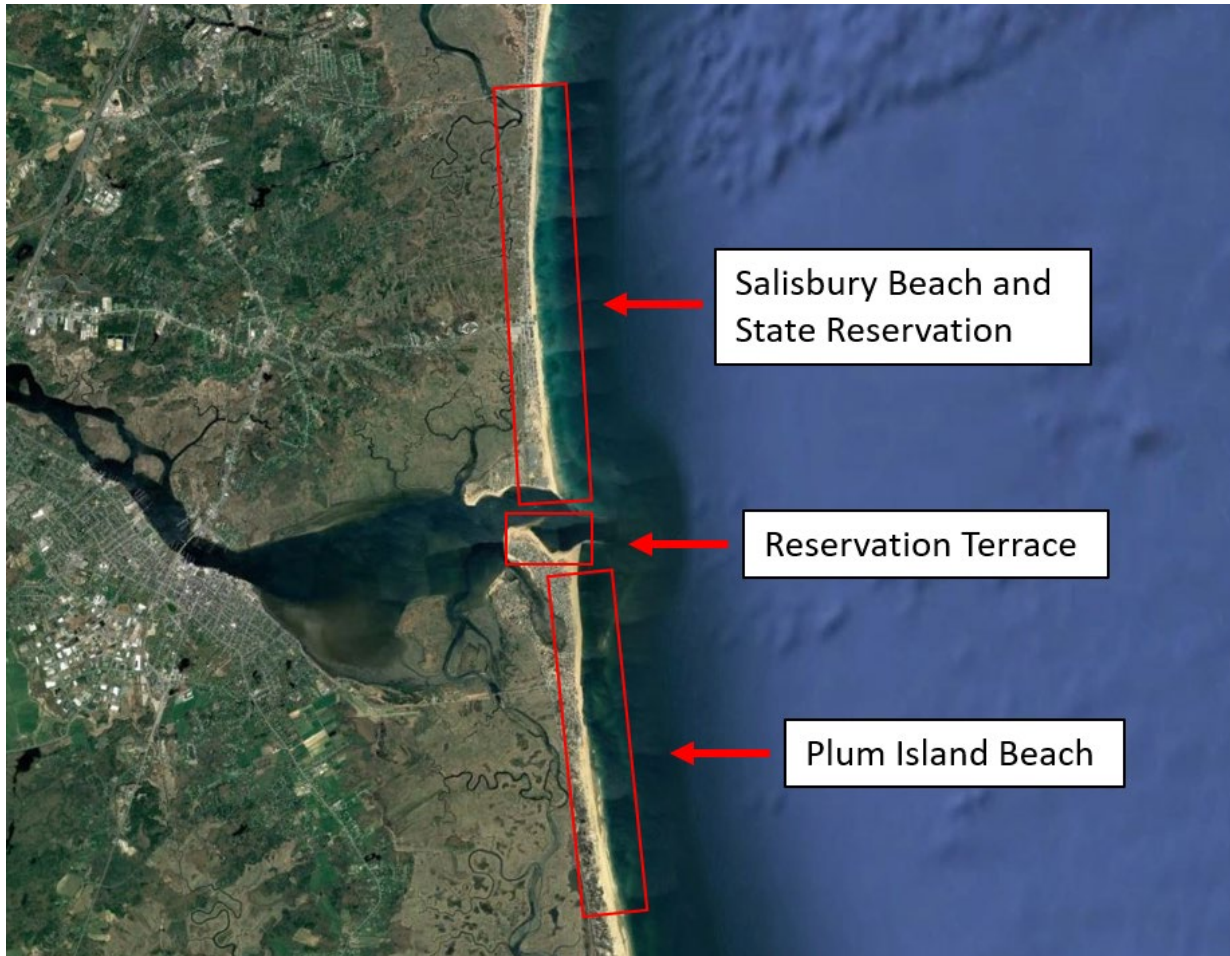 Salisbury Beach and
State Reservation
Reservation Terrace
Plum Island Beach